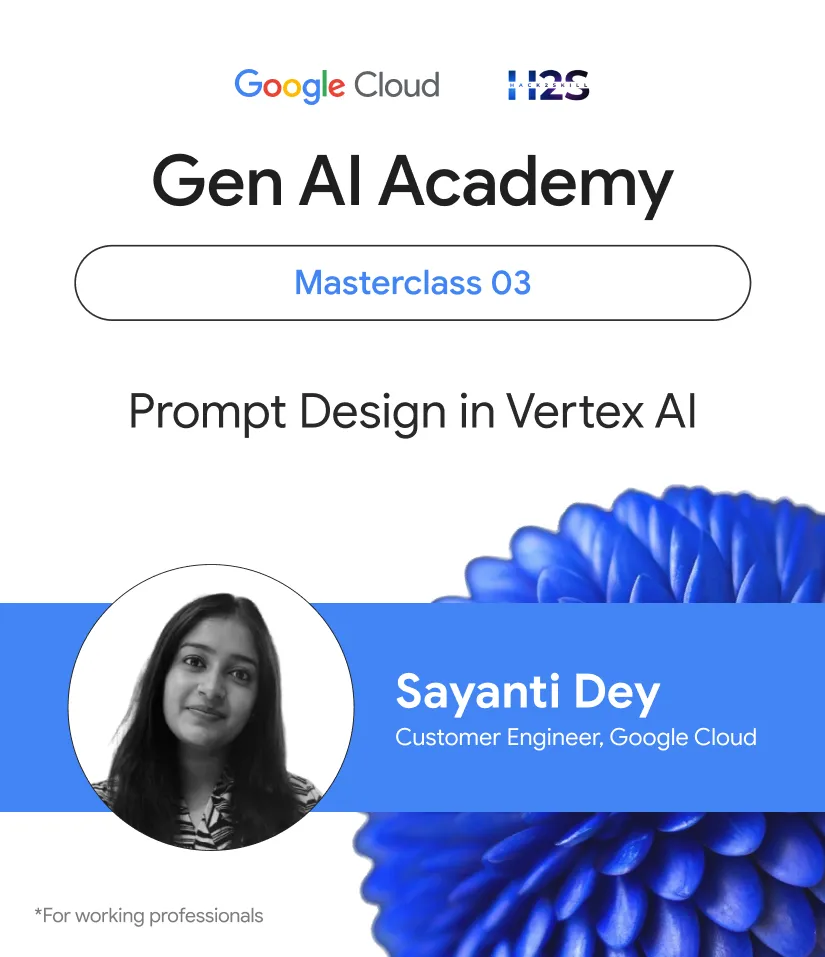 Google Cloud
H2S
HACK2SKILL
Gen AI Academy
Masterclass 03
Prompt Design in Vertex AI
Sayanti Dey
Customer Engineer, Google Cloud
*For working professionals